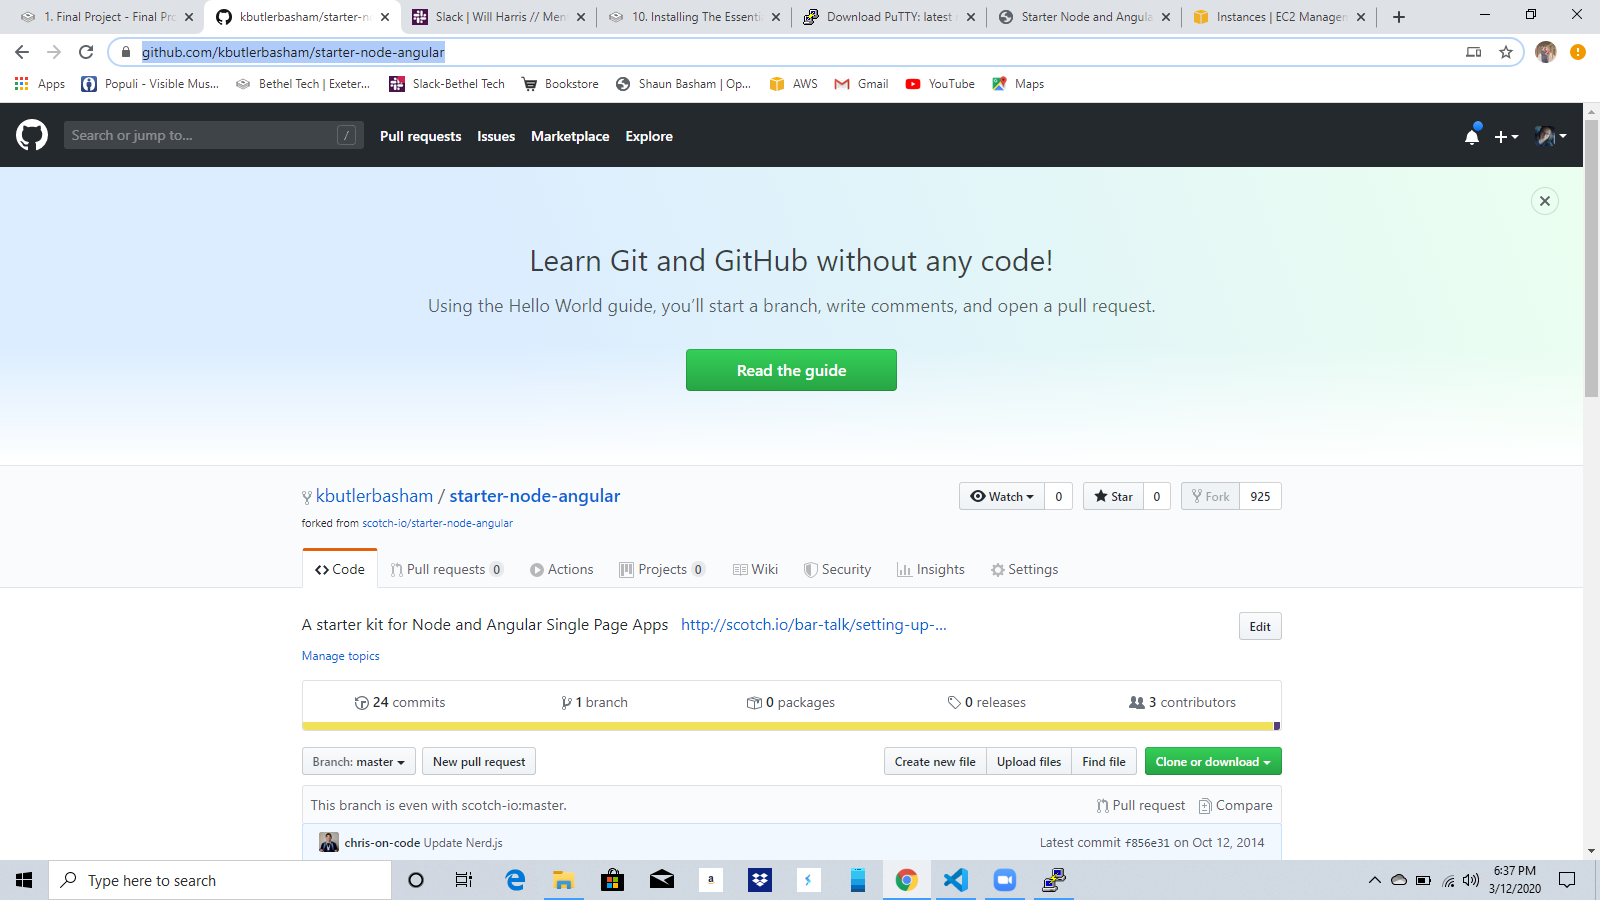 1. Final Project - Final Pro
kbutlerbasham/starter-no
Slack | Will Harris // Men
10. Installing The Essenti
Download PuTTY: latest
Starter Node and Angula
Instances | EC2 Managem
github.com/kbutlerbasham/starter-node-angular
Apps
Populi - Visible Mus...
Bethel Tech | Exeter...
Slack-Bethel Tech
Bookstore
Shaun Basham | Op...
AWS
Gmail
YouTube
Maps
Search or jump to...
/
Pull requests
Issues
Marketplace
Explore
Learn Git and GitHub without any code!
Using the Hello World guide, you’ll start a branch, write comments, and open a pull request.
Read the guide
kbutlerbasham / starter-node-angular
Watch 0
Star 0
Fork 925
forked from scotch-io/starter-node-angular
Code
Pull requests 0
Actions
Projects 0
Wiki
Security
Insights
Settings
A starter kit for Node and Angular Single Page Apps http://scotch.io/bar-talk/setting-up-...
Edit
Manage topics
24 commits
1 branch
0 packages
0 releases
3 contributors
Branch: master
New pull request
Create new file
Upload files
Find file
Clone or download
This branch is even with scotch-io:master.
Pull request
Compare
chris-on-code Update Nerd.js
Latest commit f856e31 on Oct 12, 2014
Type here to search
a
6:37 PM
3/12/2020